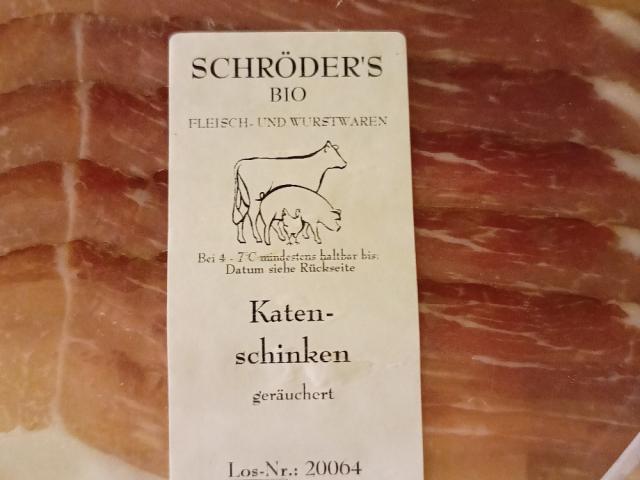 SCHRÖDER'S
BIO
FLEISCH- UND WURSTWAREN
Bei 4 - 7°C mindestens haltbar bis:
Datum siehe Rückseite
Katen-
schinken
geräuchert
Los-Nr.: 20064